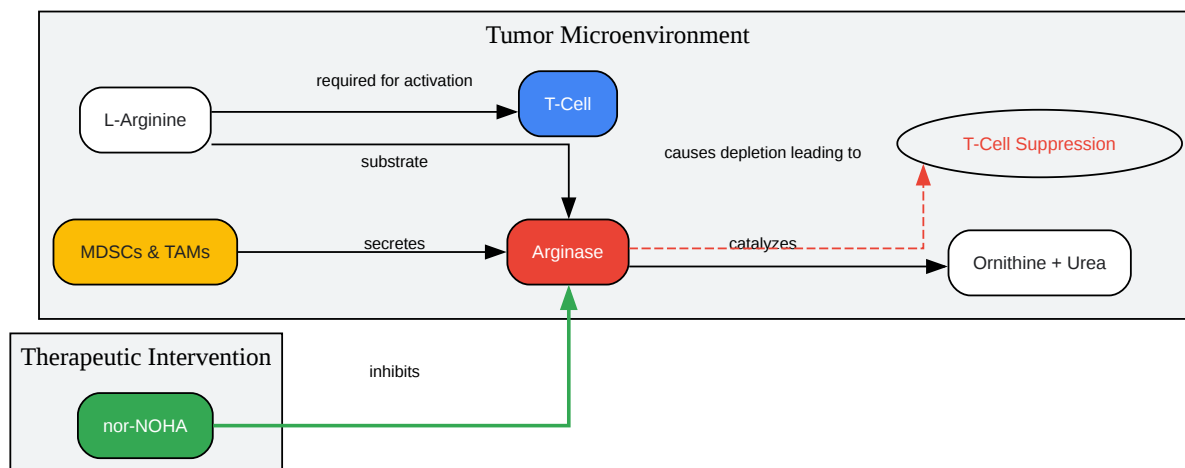 Tumor Microenvironment
required for activation
T-Cell
L-Arginine
substrate
causes depletion leading to
T-Cell Suppression
MDSCs & TAMs
secretes
Arginase
catalyzes
Ornithine + Urea
Therapeutic Intervention
inhibits
nor-NOHA